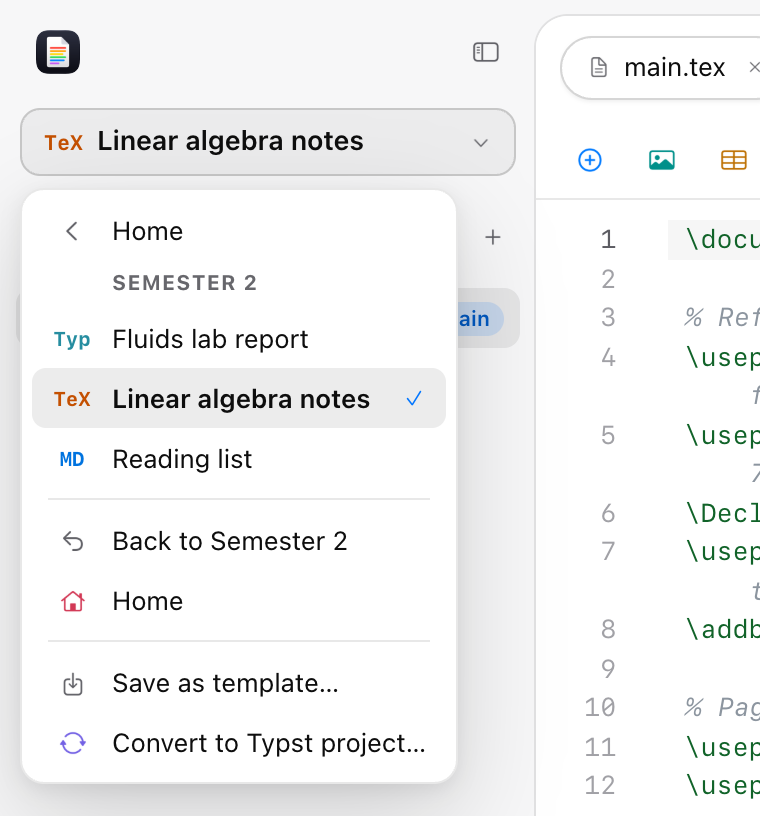 TeX Linear algebra notes
Home
SEMESTER 2
Typ Fluids lab report
TeX Linear algebra notes
MD Reading list
Back to Semester 2
Home
Save as template...
Convert to Typst project...
ain
main.tex
1 \docu
2
3 % Ref
4 \usep
f
5 \usep
7
6 \Decl
7 \usep
t
8 \addb
9
10 % Pag
11 \usep
12 \usep